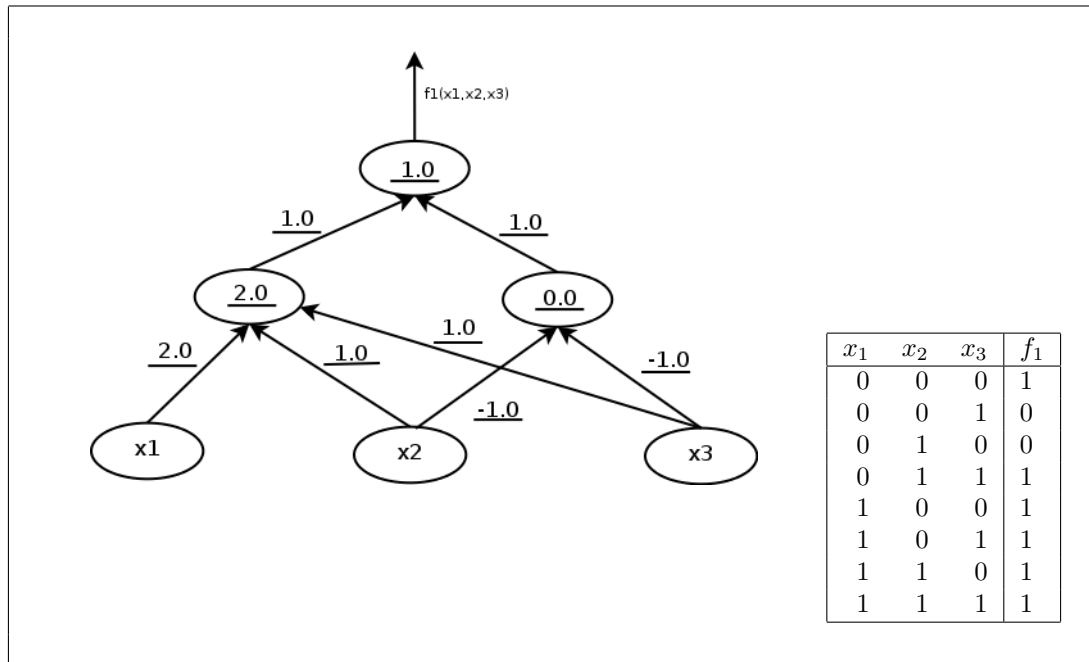 f1(x1,x2,x3)
1.0
1.0 1.0
2.0 0.0
2.0 1.0 1.0 -1.0
-1.0
x1 x2 x3
x₁ x₂ x₃ f₁
0 0 0 1
0 0 1 0
0 1 0 0
0 1 1 1
1 0 0 1
1 0 1 1
1 1 0 1
1 1 1 1